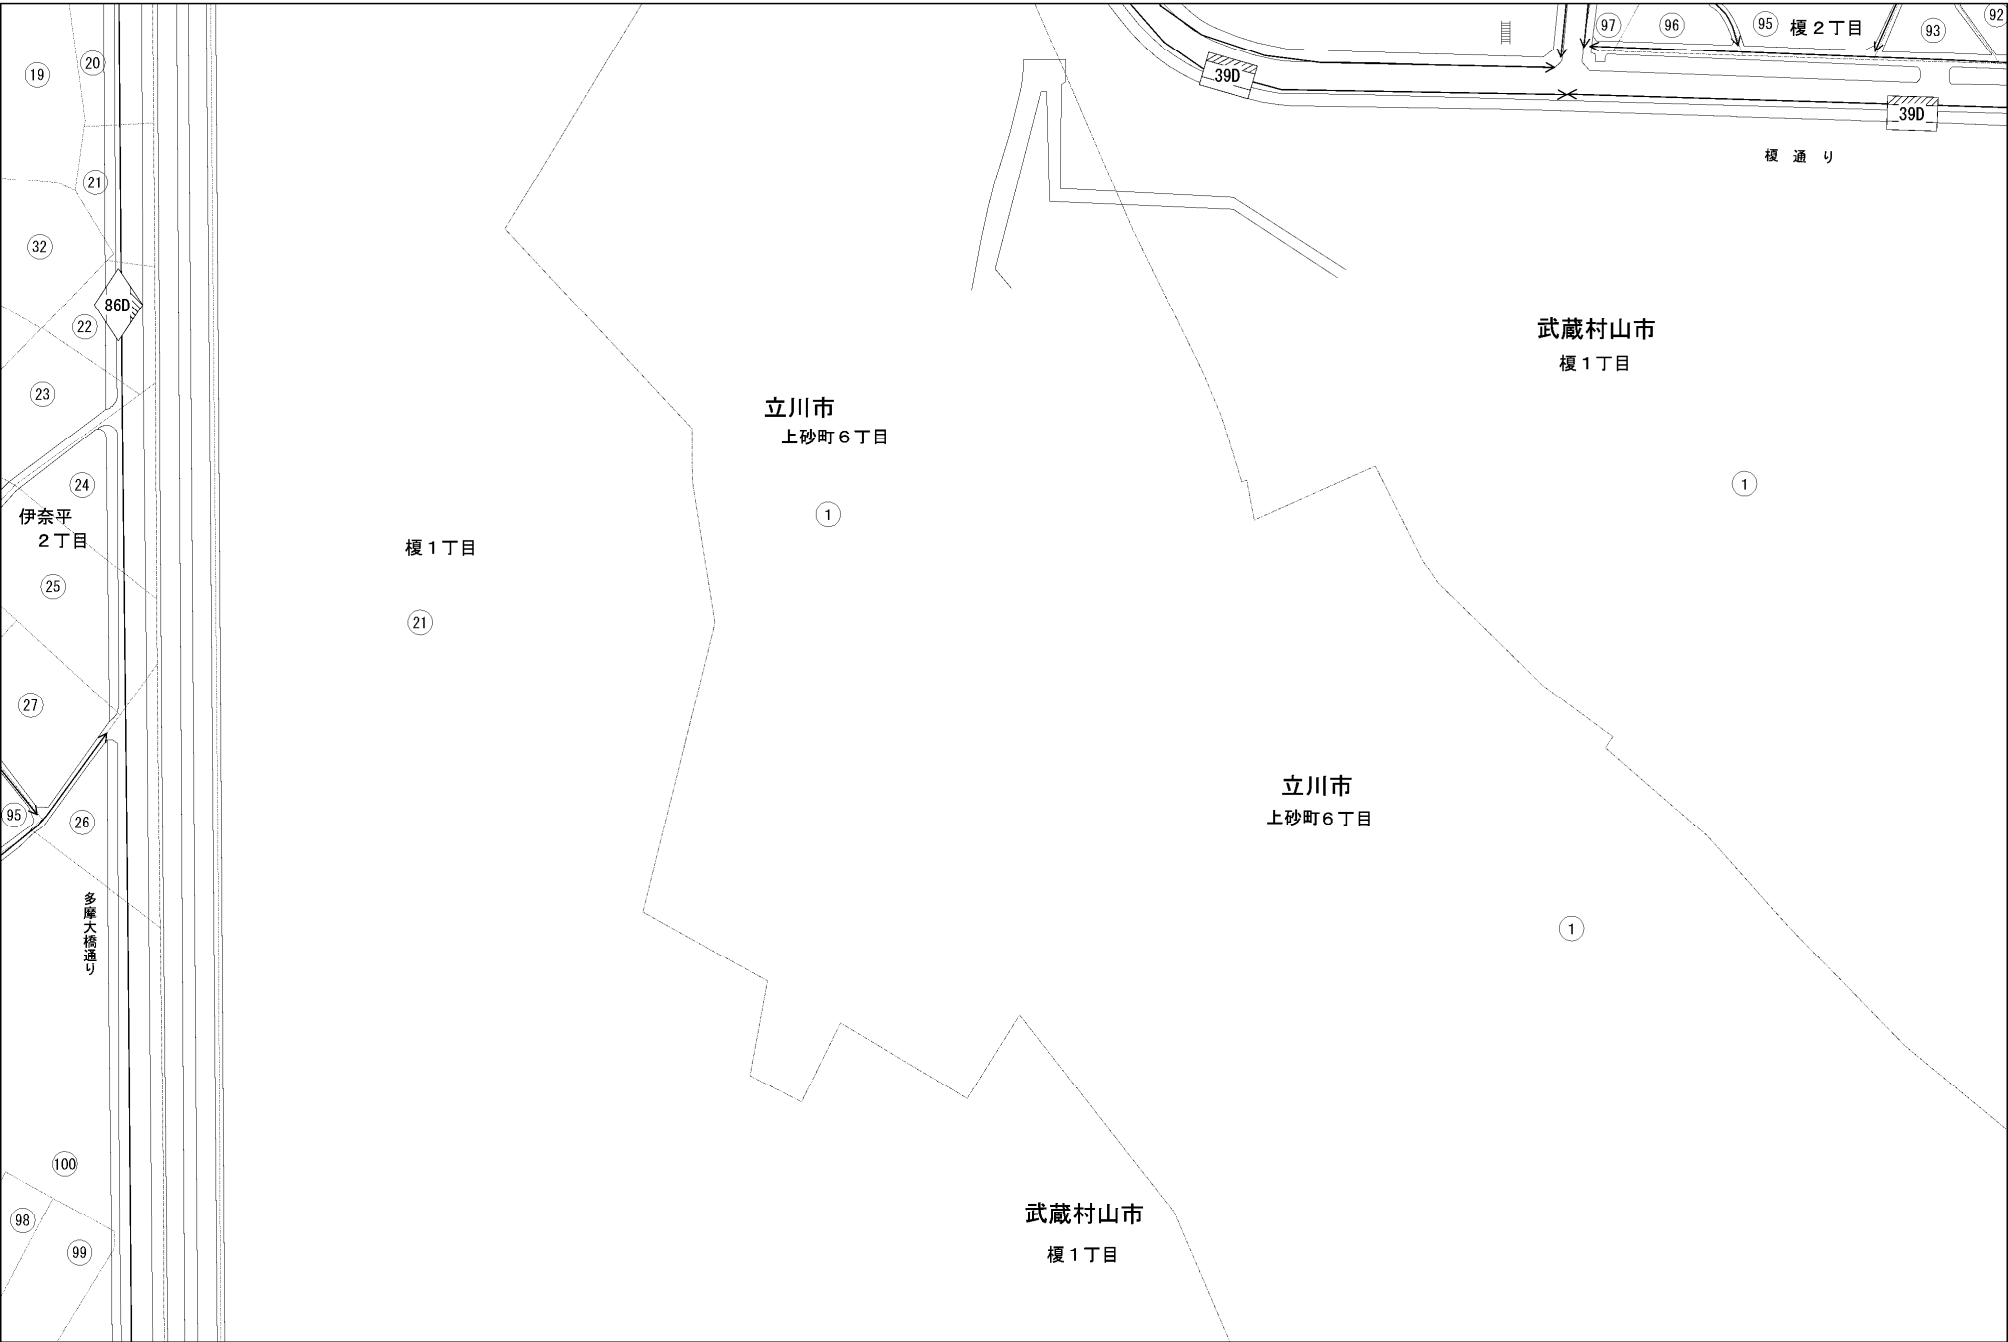 19
20
97
96
95
榎２丁目
93
92
39D
39D
榎通り
21
32
86D
22
武蔵村山市
榎１丁目
23
立川市
上砂町６丁目
24
1
1
伊奈平
２丁目
榎１丁目
25
21
27
立川市
上砂町６丁目
95
26
多摩大橋通り
1
100
98
99
武蔵村山市
榎１丁目